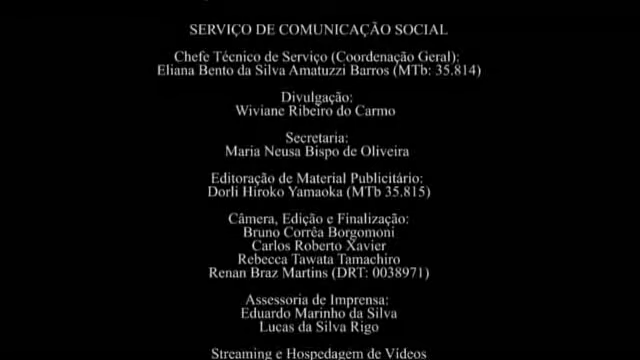 SERVIÇO DE COMUNICAÇÃO SOCIAL
Chefe Técnico de Serviço (Coordenação Geral):
Eliana Bento da Silva Amatuzzi Barros (MTb: 35.814)
Divulgação:
Wiviane Ribeiro do Carmo
Secretaria:
Maria Neusa Bispo de Oliveira
Editoração de Material Publicitário:
Dorli Hiroko Yamaoka (MTb 35.815)
Câmera, Edição e Finalização:
Bruno Corrêa Borgomoni
Carlos Roberto Xavier
Rebecca Tawata Tamachiro
Renan Braz Martins (DRT: 0038971)
Assessoria de Imprensa:
Eduardo Marinho da Silva
Lucas da Silva Rigo
Streaming e Hospedagem de Vídeos